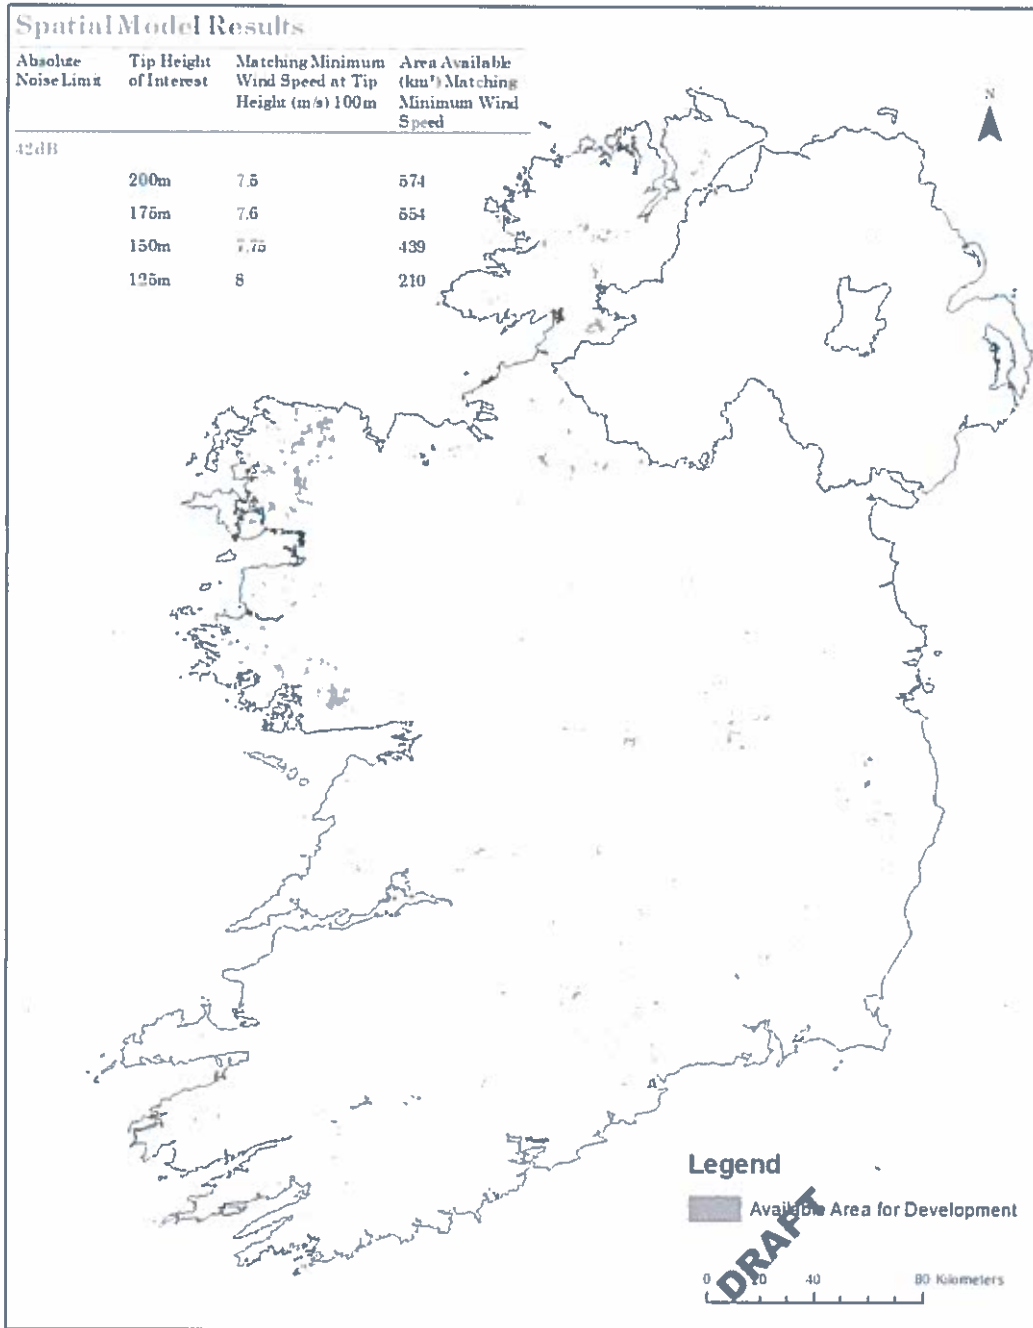 Spatial Model Results
Absolute Noise Limit
Tip Height of Interest
Matching Minimum Wind Speed at Tip Height (m/s) 100m
Area Available (km²) Matching Minimum Wind Speed
42dB
200m 7.5 574
175m 7.6 554
150m 7.75 439
125m 8 210
N
Legend
Available Area for Development
DRAFT
0 20 40 80 Kilometers